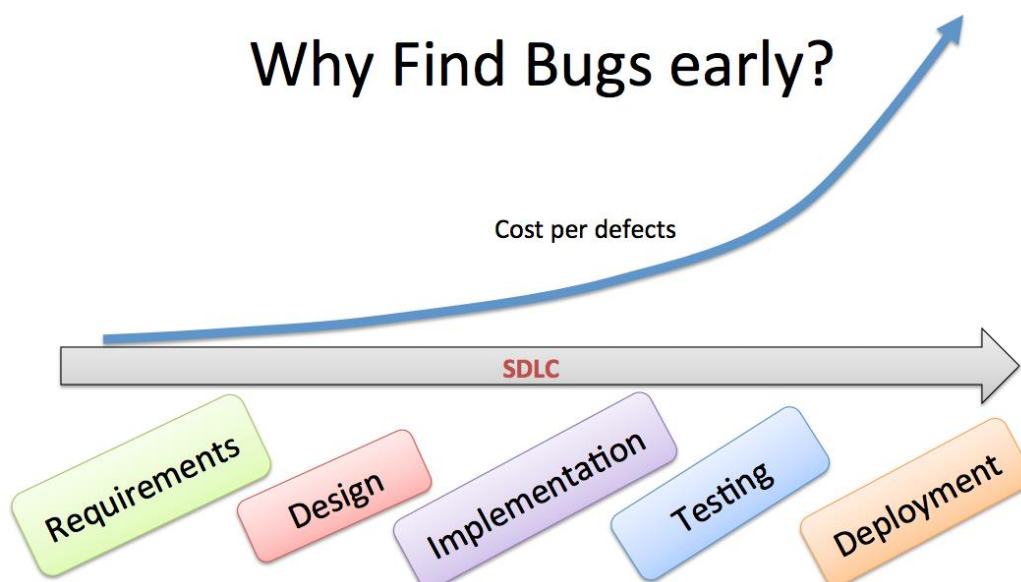 Why Find Bugs early?
Cost per defects
SDLC
Requirements
Design
Implementation
Testing
Deployment